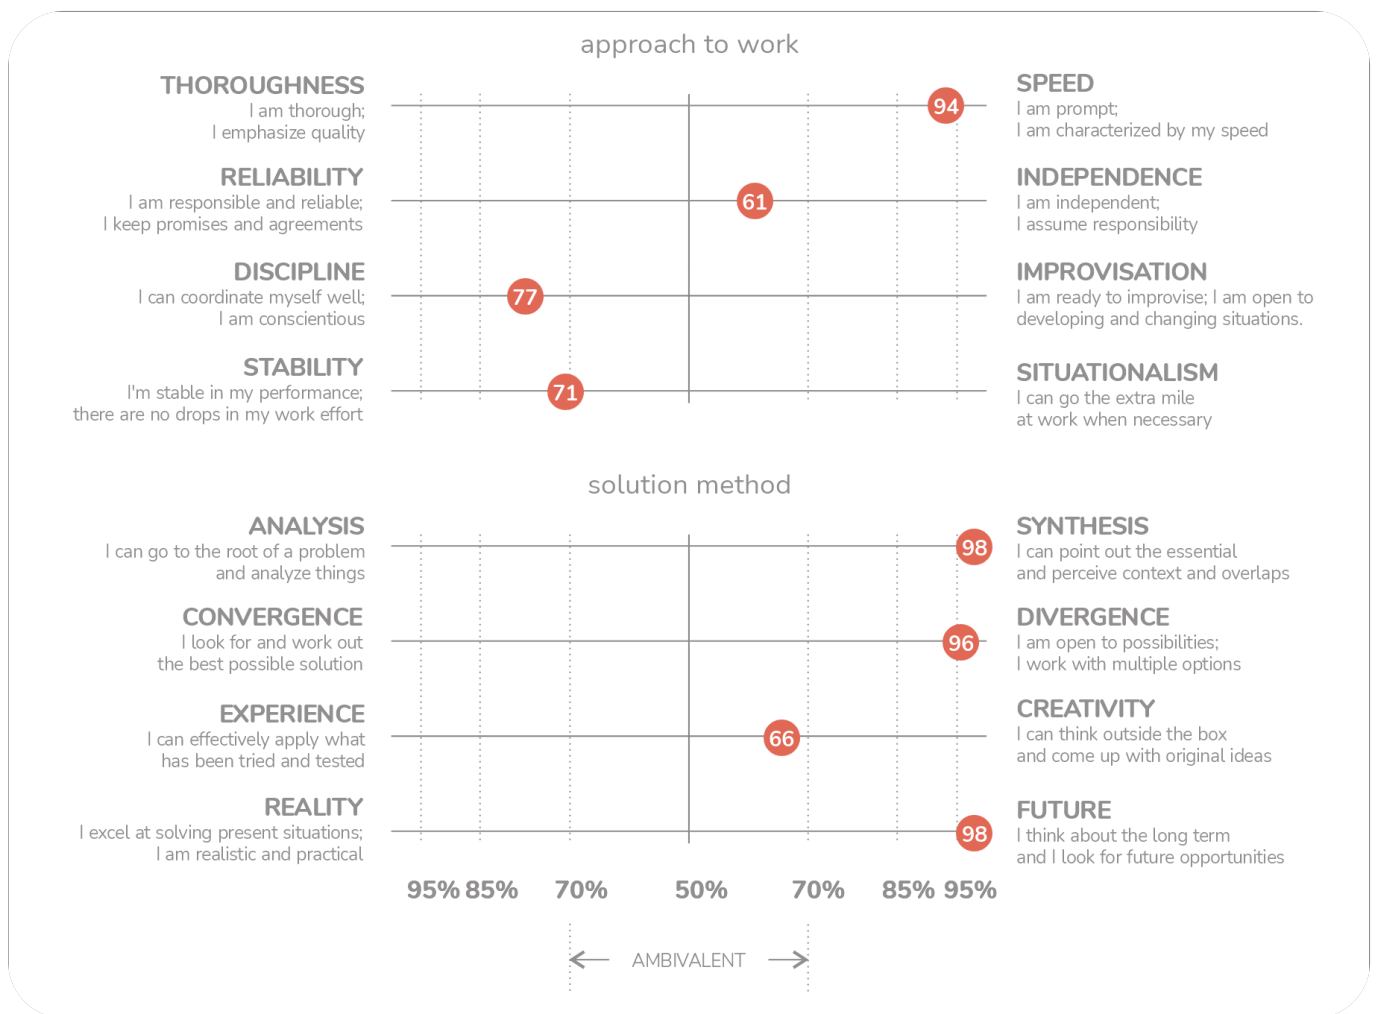 approach to work
THOROUGHNESS
I am thorough;
I emphasize quality
94
SPEED
I am prompt;
I am characterized by my speed
RELIABILITY
I am responsible and reliable;
I keep promises and agreements
61
INDEPENDENCE
I am independent;
I assume responsibility
DISCIPLINE
I can coordinate myself well;
I am conscientious
77
IMPROVISATION
I am ready to improvise; I am open to
developing and changing situations.
STABILITY
I'm stable in my performance;
there are no drops in my work effort
71
SITUATIONALISM
I can go the extra mile
at work when necessary
solution method
ANALYSIS
I can go to the root of a problem
and analyze things
98
SYNTHESIS
I can point out the essential
and perceive context and overlaps
CONVERGENCE
I look for and work out
the best possible solution
96
DIVERGENCE
I am open to possibilities;
I work with multiple options
EXPERIENCE
I can effectively apply what
has been tried and tested
66
CREATIVITY
I can think outside the box
and come up with original ideas
REALITY
I excel at solving present situations;
I am realistic and practical
98
FUTURE
I think about the long term
and I look for future opportunities
95% 85% 70% 50% 70% 85% 95%
AMBIVALENT